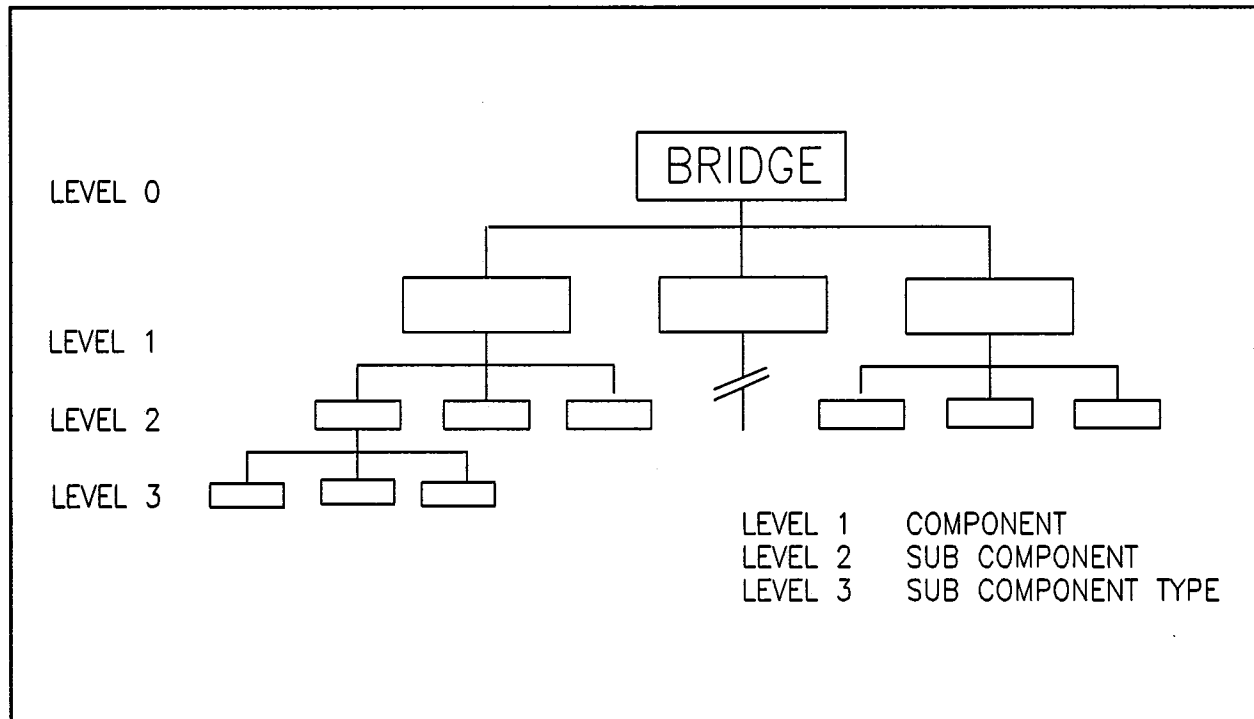 BRIDGE
LEVEL 0
LEVEL 1
LEVEL 2
LEVEL 3
LEVEL 1 COMPONENT
LEVEL 2 SUB COMPONENT
LEVEL 3 SUB COMPONENT TYPE